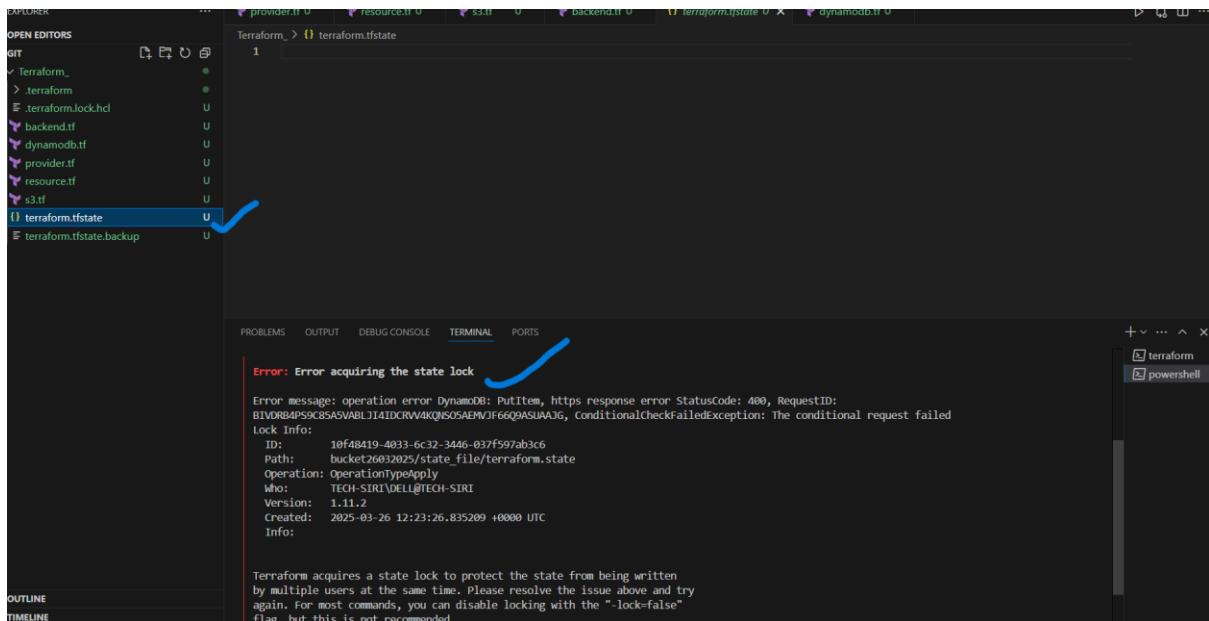 EXPLORER ...
provider.tf U resource.tf U s3.tf U backend.tf U {} terraform.tfstate U X dynamodb.tf U ...
OPEN EDITORS
Terraform_ > {} terraform.tfstate
GIT
1
Terraform_
.terraform
.terraform.lock.hcl U
backend.tf U
dynamodb.tf U
provider.tf U
resource.tf U
s3.tf U
{} terraform.tfstate U
terraform.tfstate.backup U
PROBLEMS OUTPUT DEBUG CONSOLE TERMINAL PORTS
terraform
powershell
Error: Error acquiring the state lock
Error message: operation error DynamoDB: PutItem, https response error StatusCode: 400, RequestID:
BIVDRB4PS9C85A5VABLJI4IDCRVV4KQNSO5AEMVJF66Q9ASUAAJG, ConditionalCheckFailedException: The conditional request failed
Lock Info:
ID: 10f48419-4033-6c32-3446-037f597ab3c6
Path: bucket26032025/state_file/terraform.state
Operation: OperationTypeApply
Who: TECH-SIRI\DELL@TECH-SIRI
Version: 1.11.2
Created: 2025-03-26 12:23:26.835209 +0000 UTC
Info:
Terraform acquires a state lock to protect the state from being written
by multiple users at the same time. Please resolve the issue above and try
again. For most commands, you can disable locking with the "-lock=false"
flag, but this is not recommended.
OUTLINE
TIMELINE